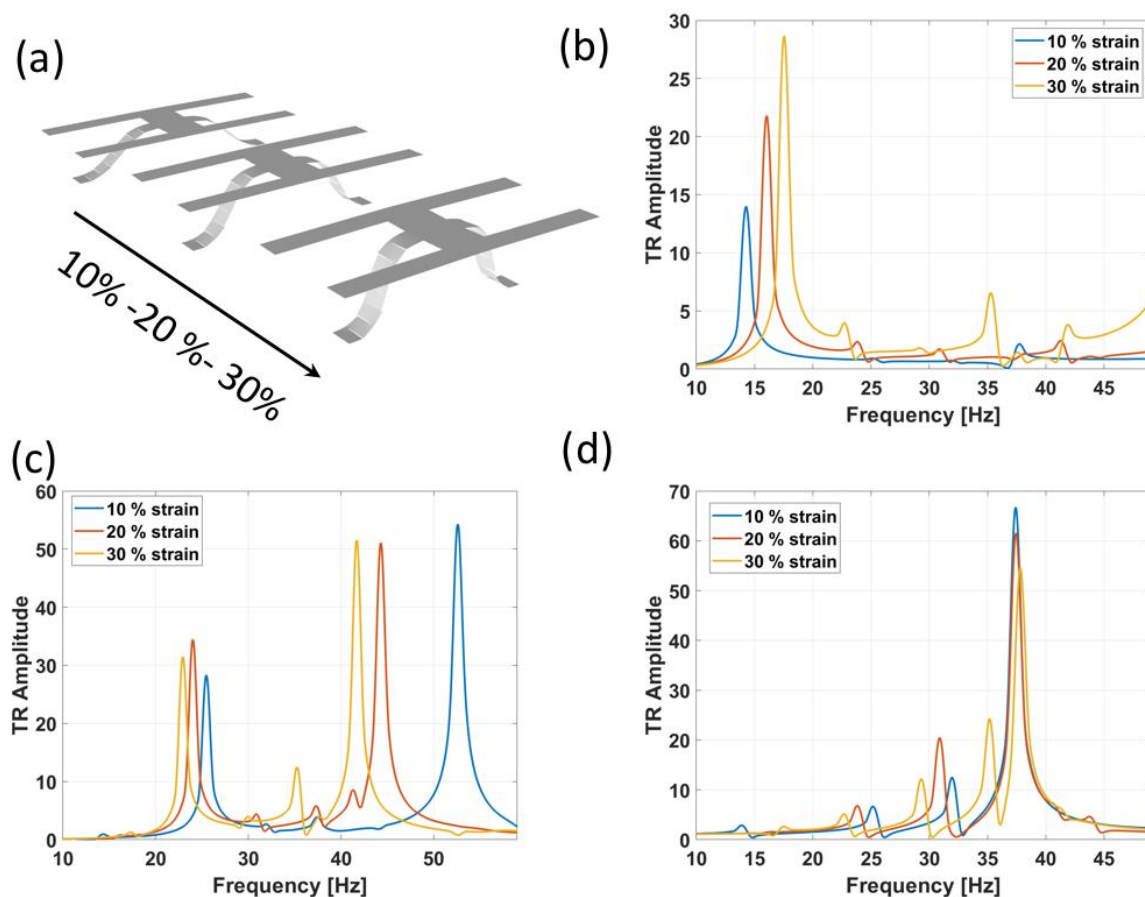 (a)
10% -20 %- 30%
(b)
30
25
20
15
10
5
0
TR Amplitude
10 % strain
20 % strain
30 % strain
10 15 20 25 30 35 40 45
Frequency [Hz]
(c)
60
50
40
30
20
10
0
TR Amplitude
10 % strain
20 % strain
30 % strain
10 20 30 40 50
Frequency [Hz]
(d)
70
60
50
40
30
20
10
0
TR Amplitude
10 % strain
20 % strain
30 % strain
10 15 20 25 30 35 40 45
Frequency [Hz]